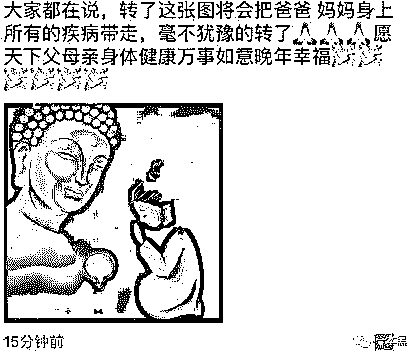 大家都在说，转了这张图将会把爸爸 妈妈身上
所有的疾病带走，毫不犹豫的转了🙏🙏🙏愿
天下父母亲身体健康万事如意晚年幸福
15分钟前